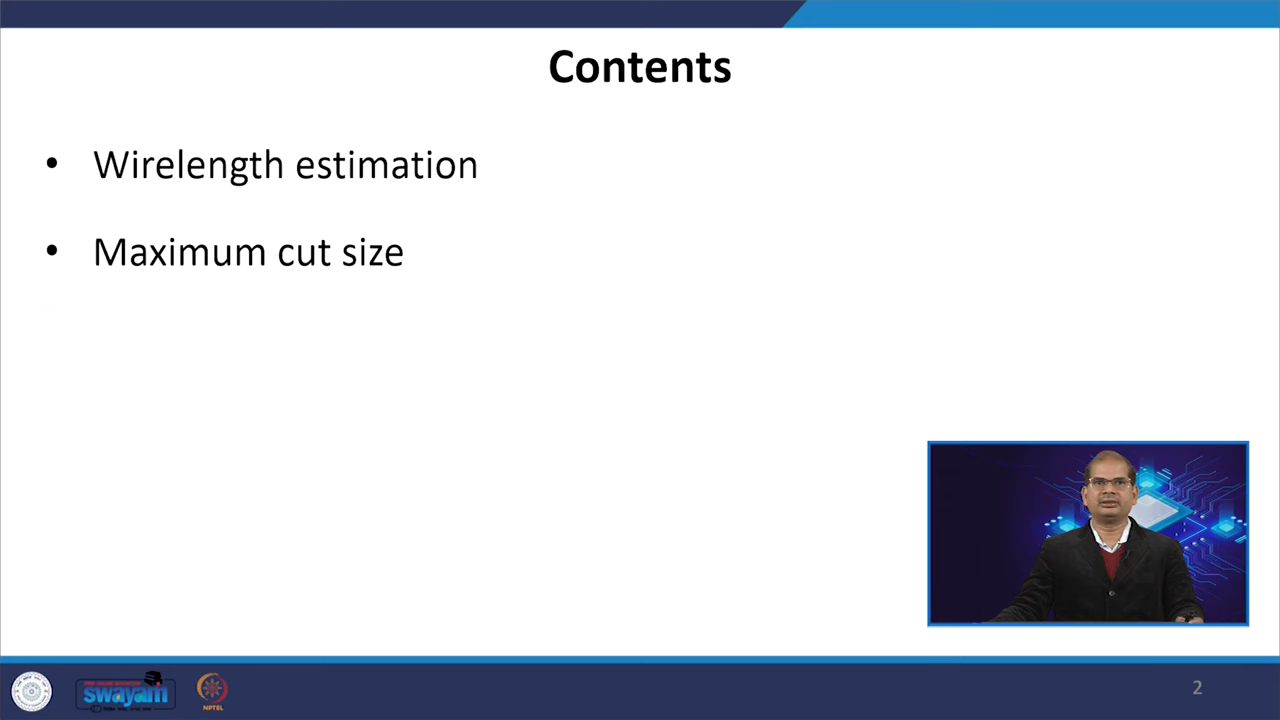 Contents
• Wirelength estimation
• Maximum cut size
swayam
NPTEL
2